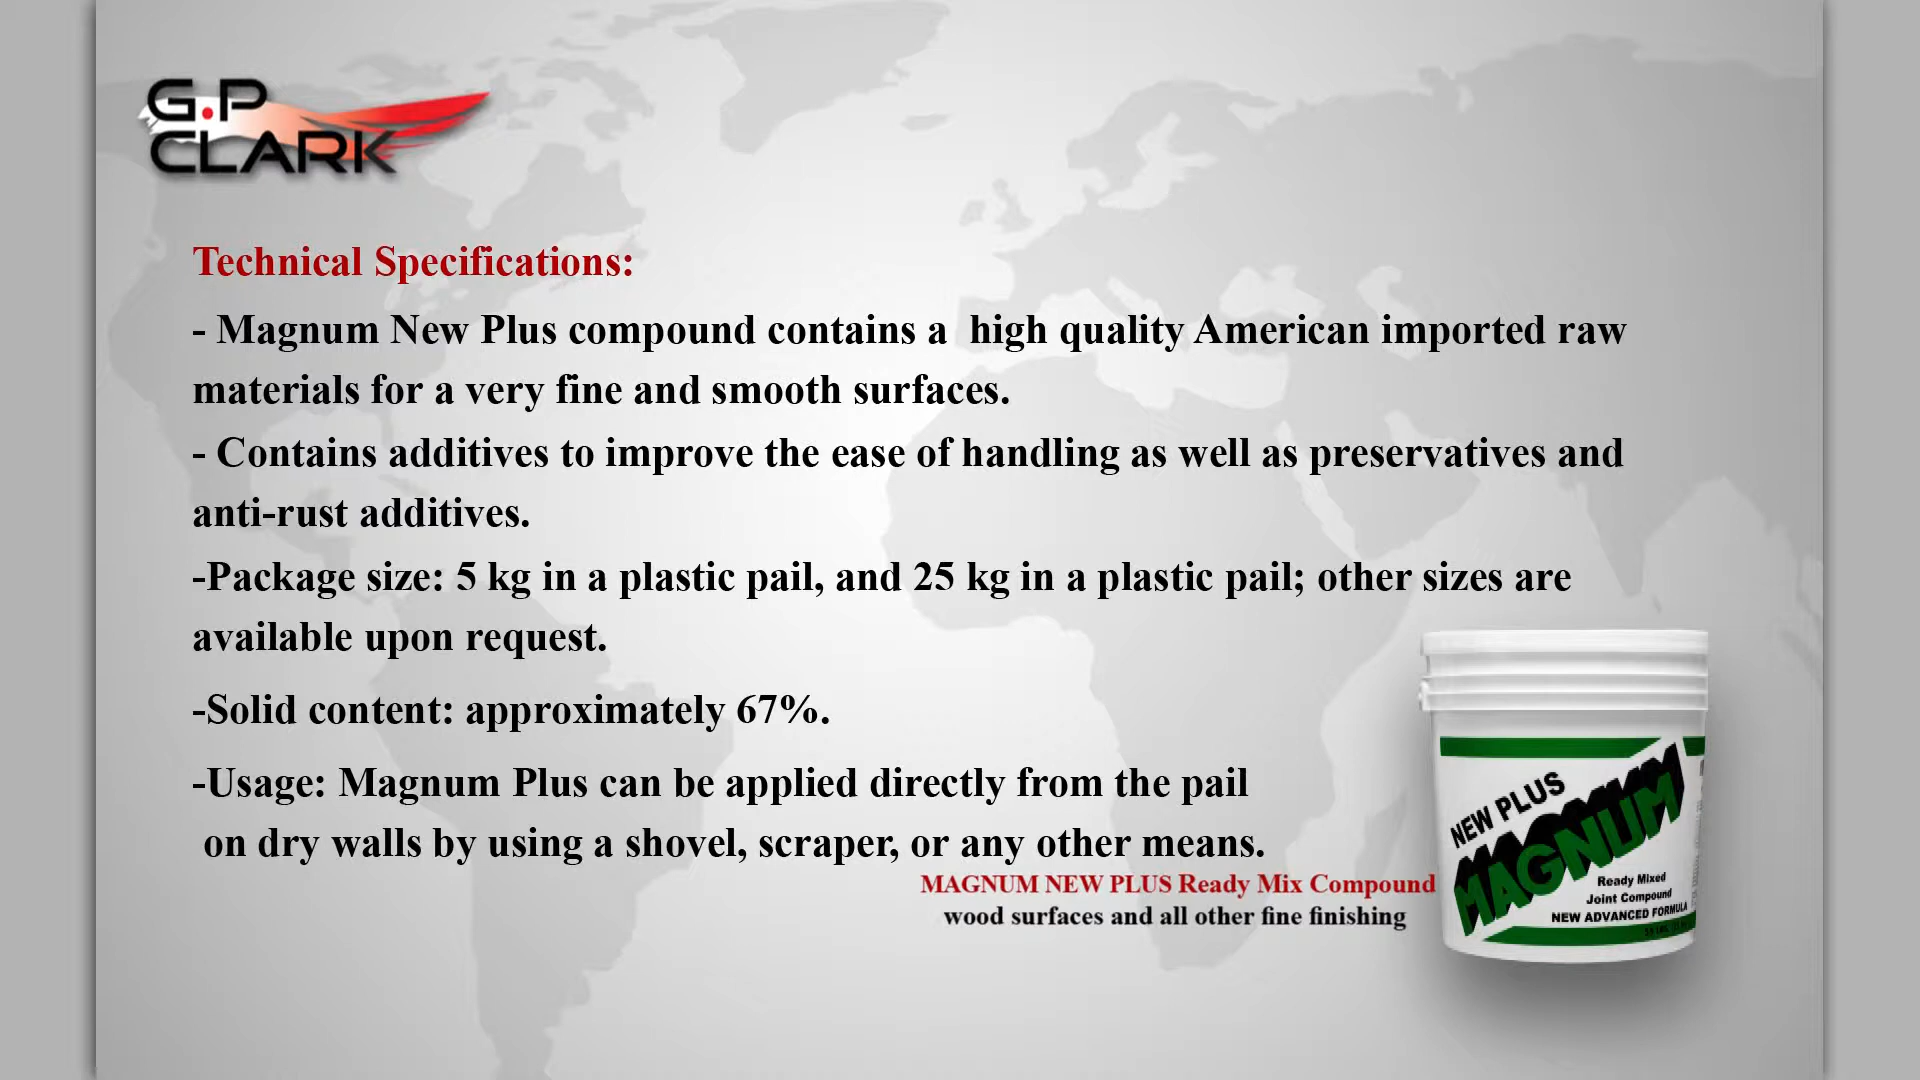 G.P
CLARK
Technical Specifications:
- Magnum New Plus compound contains a  high quality American imported raw
materials for a very fine and smooth surfaces.
- Contains additives to improve the ease of handling as well as preservatives and
anti-rust additives.
-Package size: 5 kg in a plastic pail, and 25 kg in a plastic pail; other sizes are
available upon request.
-Solid content: approximately 67%.
-Usage: Magnum Plus can be applied directly from the pail
on dry walls by using a shovel, scraper, or any other means.
MAGNUM NEW PLUS Ready Mix Compound
wood surfaces and all other fine finishing
NEW PLUS
MAGNUM
Ready Mixed
Joint Compound
NEW ADVANCED FORMULA